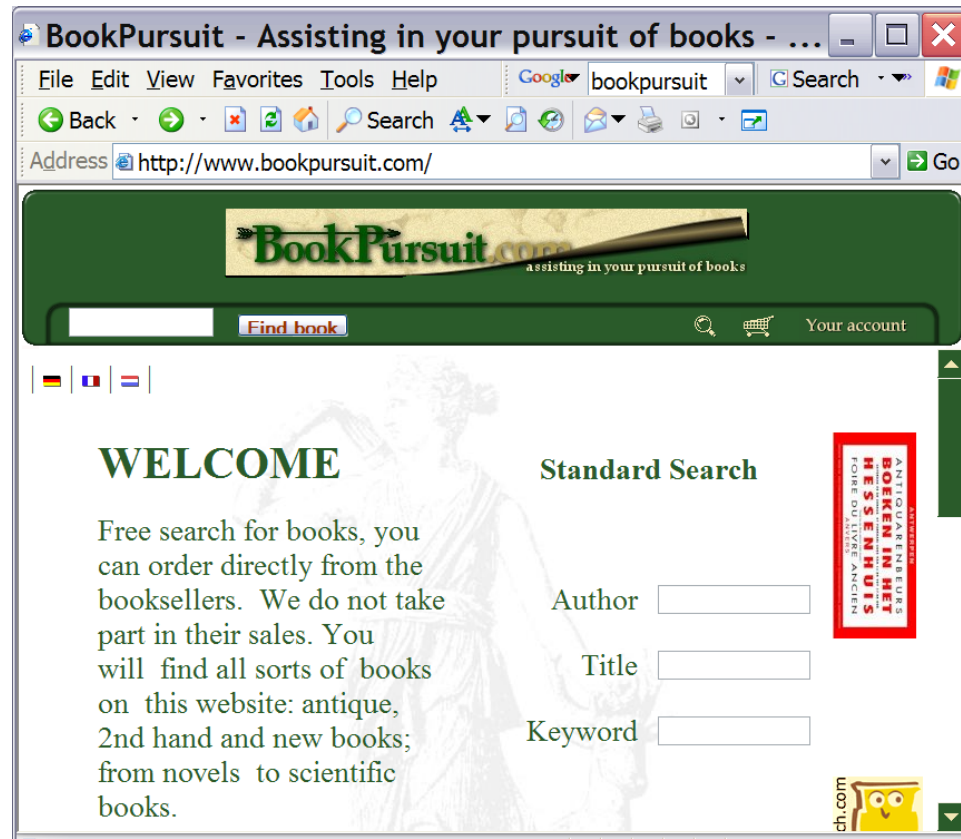 BookPursuit - Assisting in your pursuit of books - ...
File Edit View Favorites Tools Help
Google bookpursuit G Search
Back Search
Address http://www.bookpursuit.com/ Go
BookPursuit.com
assisting in your pursuit of books
Find book
Your account
WELCOME
Free search for books, you
can order directly from the
booksellers. We do not take
part in their sales. You
will find all sorts of books
on this website: antique,
2nd hand and new books;
from novels to scientific
books.
Standard Search
Author
Title
Keyword
ANTWERPEN
ANTIQUARENBEURS
BOEKEN IN HET
HESSENHUIS
FOIRE DU LIVRE ANCIEN
ANVERS
ch.com